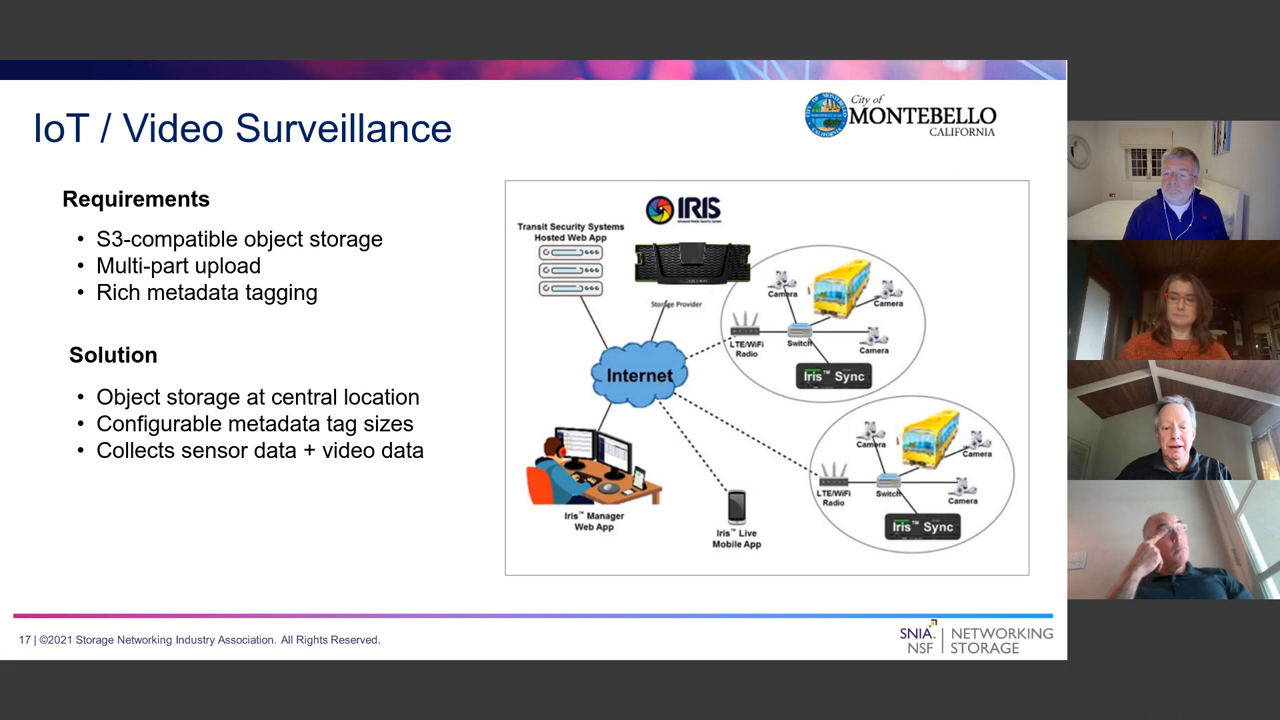 IoT / Video Surveillance
City of
MONTEBELLO
CALIFORNIA
Requirements
• S3-compatible object storage
• Multi-part upload
• Rich metadata tagging
Solution
• Object storage at central location
• Configurable metadata tag sizes
• Collects sensor data + video data
IRIS
Transit Security Systems
Hosted Web App
Storage Provider
Camera
Camera
LTE/WiFi
Radio
Switch
Camera
Iris™ Sync
Internet
Camera
Camera
LTE/WiFi
Radio
Switch
Camera
Iris™ Sync
Iris™ Manager
Web App
Iris™ Live
Mobile App
17 | ©2021 Storage Networking Industry Association. All Rights Reserved.
SNIA. | NETWORKING
NSF | STORAGE